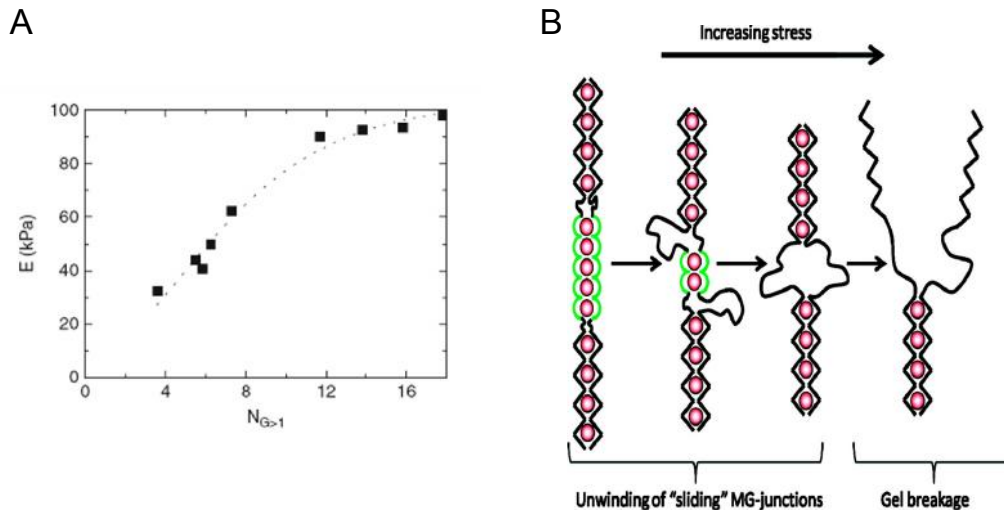 A
B
Increasing stress
E (kPa)
100
80
60
40
20
0
0 4 8 12 16
N_{G>1}
Unwinding of "sliding" MG-junctions
Gel breakage